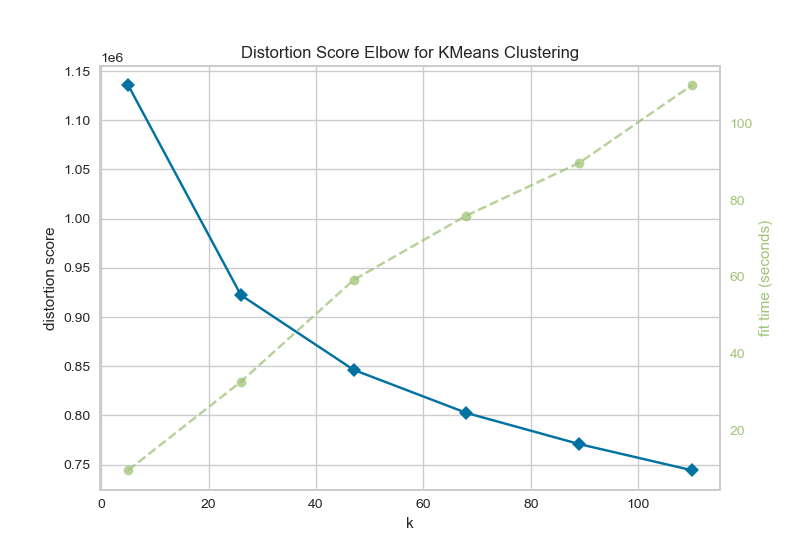 Distortion Score Elbow for KMeans Clustering
1e6
1.15
1.10
1.05
1.00
0.95
0.90
0.85
0.80
0.75
distortion score
0 20 40 60 80 100
k
100
80
60
40
20
fit time (seconds)